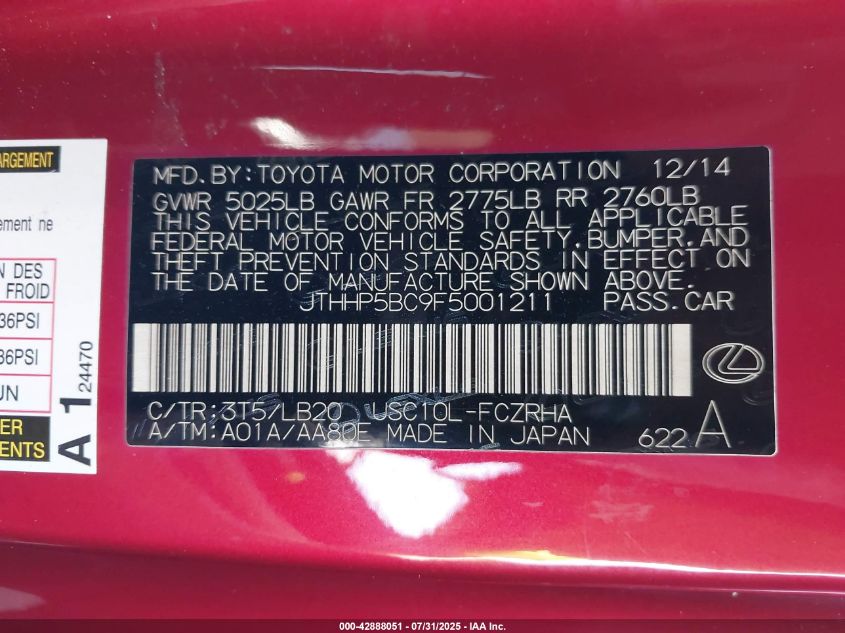 ARGEMENT
ement ne
N DES
FROID
36PSI
36PSI
UN
ER
ENTS
A 1 24470
MFD. BY: TOYOTA MOTOR CORPORATION 12/14
GVWR 5025LB GAWR FR 2775LB RR 2760LB
THIS VEHICLE CONFORMS TO ALL APPLICABLE
FEDERAL MOTOR VEHICLE SAFETY, BUMPER, AND
THEFT PREVENTION STANDARDS IN EFFECT ON
THE DATE OF MANUFACTURE SHOWN ABOVE.
JTHHP5BC9F5001211 PASS. CAR
C/TR: 3T5/LB20 USC10L-FCZRHA
A/TM: A01A/AA80E MADE IN JAPAN 622 A
000-42888051 - 07/31/2025 - IAA Inc.